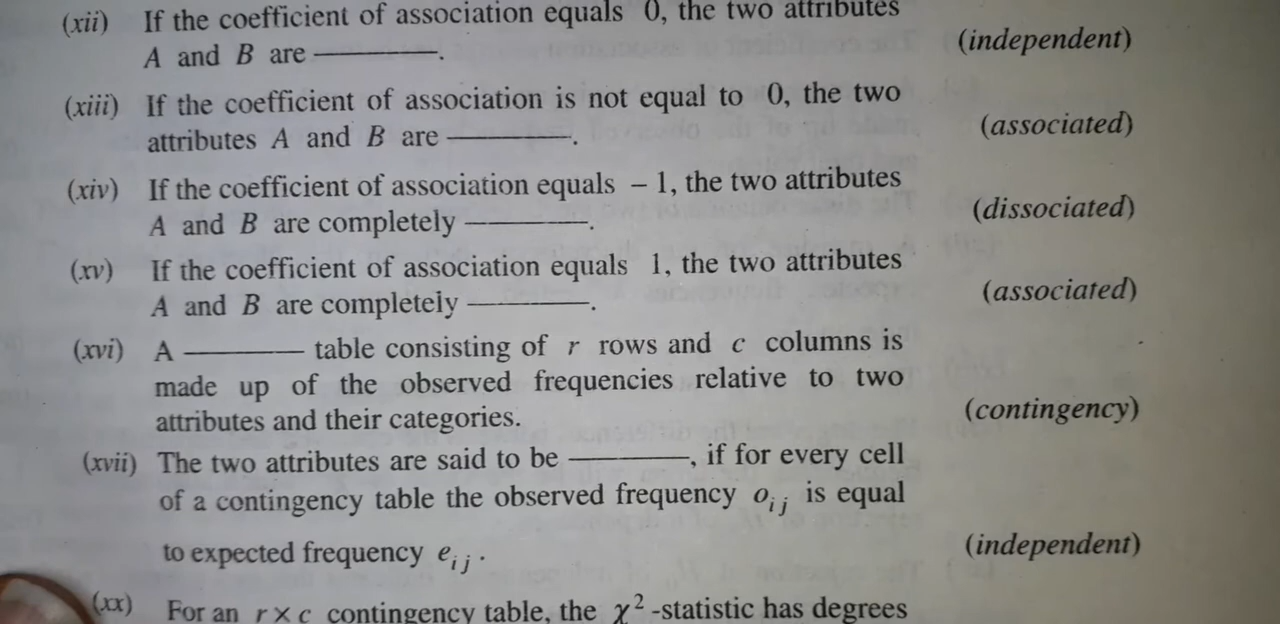 (xii) If the coefficient of association equals 0, the two attributes
A and B are ————. (independent)
(xiii) If the coefficient of association is not equal to 0, the two
attributes A and B are ————. (associated)
(xiv) If the coefficient of association equals – 1, the two attributes
A and B are completely ————. (dissociated)
(xv) If the coefficient of association equals 1, the two attributes
A and B are completely ————. (associated)
(xvi) A ———— table consisting of r rows and c columns is
made up of the observed frequencies relative to two
attributes and their categories. (contingency)
(xvii) The two attributes are said to be ————, if for every cell
of a contingency table the observed frequency oᵢⱼ is equal
to expected frequency eᵢⱼ. (independent)
(xx) For an r × c contingency table, the χ²-statistic has degrees